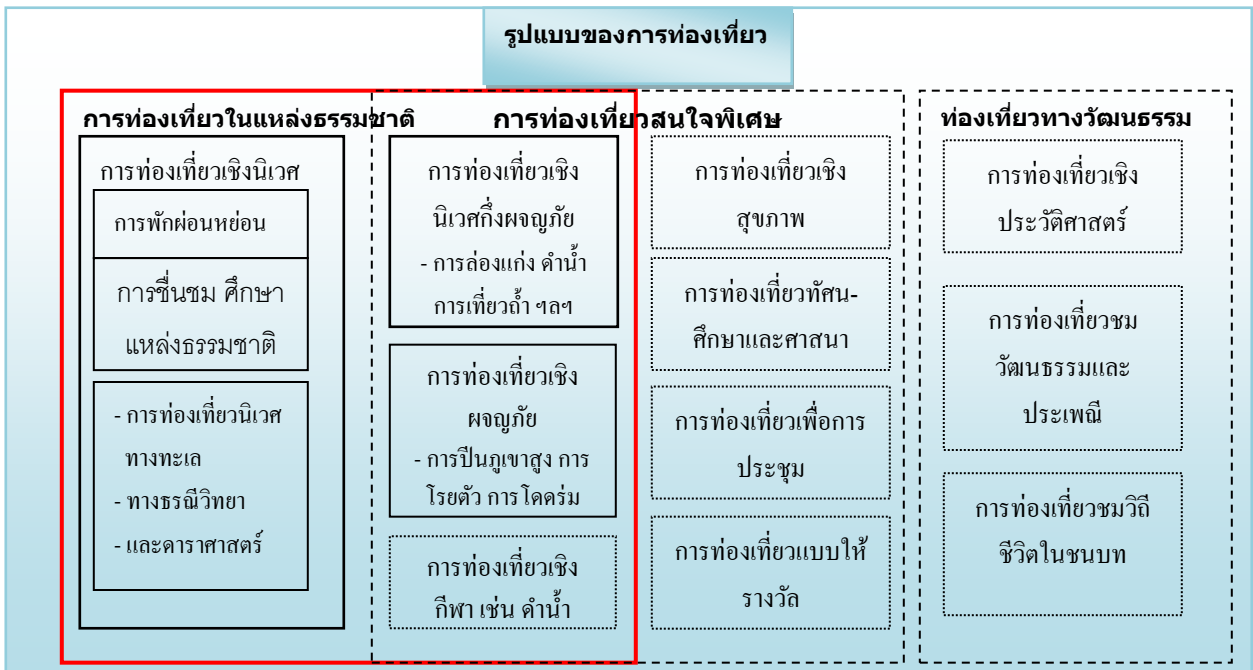 รูปแบบของการท่องเที่ยว
การท่องเที่ยวในแหล่งธรรมชาติ
การท่องเที่ยวเชิงนิเวศ
การพักผ่อนหย่อน
การชื่นชม ศึกษา
แหล่งธรรมชาติ
- การท่องเที่ยวนิเวศ
ทางทะเล
- ทางธรณีวิทยา
- และดาราศาสตร์
การท่องเที่ยวสนใจพิเศษ
การท่องเที่ยวเชิง
นิเวศกึ่งผจญภัย
- การล่องแก่ง ดำน้ำ
การเที่ยวถ้ำ ฯลฯ
การท่องเที่ยวเชิง
ผจญภัย
- การปีนภูเขาสูง การ
โรยตัว การโดดร่ม
การท่องเที่ยวเชิง
กีฬา เช่น ดำน้ำ
การท่องเที่ยวเชิง
สุขภาพ
การท่องเที่ยวทัศน-
ศึกษาและศาสนา
การท่องเที่ยวเพื่อการ
ประชุม
การท่องเที่ยวแบบให้
รางวัล
ท่องเที่ยวทางวัฒนธรรม
การท่องเที่ยวเชิง
ประวัติศาสตร์
การท่องเที่ยวชม
วัฒนธรรมและ
ประเพณี
การท่องเที่ยวชมวิถี
ชีวิตในชนบท